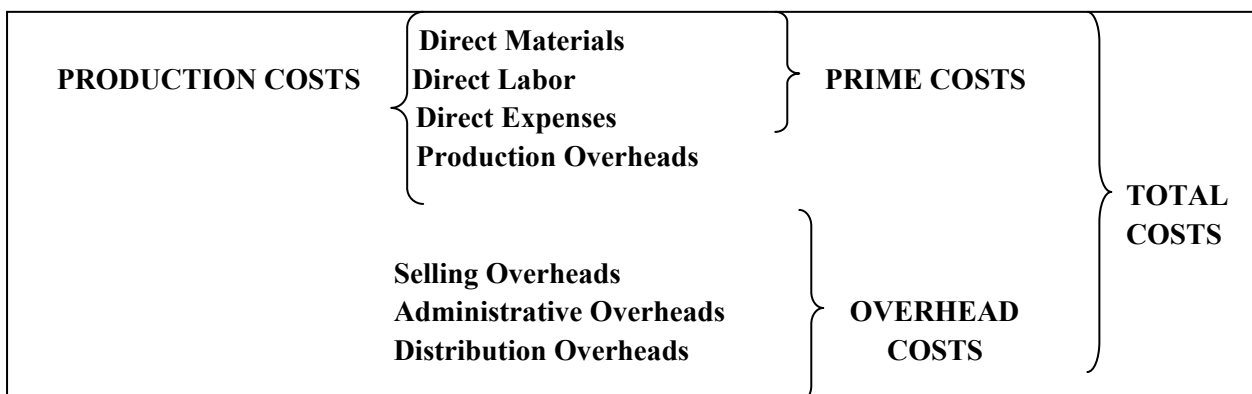 Direct Materials
PRODUCTION COSTS Direct Labor PRIME COSTS
Direct Expenses
Production Overheads
TOTAL
COSTS
Selling Overheads
Administrative Overheads OVERHEAD
Distribution Overheads COSTS